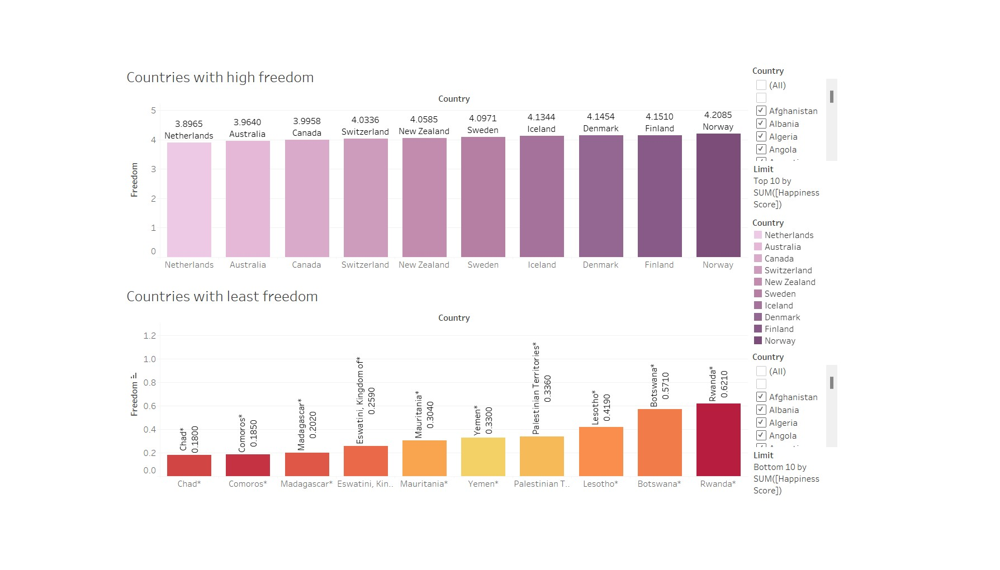 Countries with high freedom
Country
Freedom
5
4
3
2
1
0
3.8965
Netherlands
3.9640
Australia
3.9958
Canada
4.0336
Switzerland
4.0585
New Zealand
4.0971
Sweden
4.1344
Iceland
4.1454
Denmark
4.1510
Finland
4.2085
Norway
Netherlands
Australia
Canada
Switzerland
New Zealand
Sweden
Iceland
Denmark
Finland
Norway
Countries with least freedom
Country
Freedom
1.2
1.0
0.8
0.6
0.4
0.2
0.0
Chad*
0.1800
Comoros*
0.1850
Madagascar*
0.2020
Eswatini, Kingdom of*
0.2590
Mauritania*
0.3040
Yemen*
0.3300
Palestinian Territories*
0.3360
Lesotho*
0.4190
Botswana*
0.5710
Rwanda*
0.6210
Chad*
Comoros*
Madagascar*
Eswatini, Kin..
Mauritania*
Yemen*
Palestinian T..
Lesotho*
Botswana*
Rwanda*
Country
(All)
Afghanistan
Albania
Algeria
Angola
Limit
Top 10 by
SUM([Happiness
Score])
Country
Netherlands
Australia
Canada
Switzerland
New Zealand
Sweden
Iceland
Denmark
Finland
Norway
Country
(All)
Afghanistan
Albania
Algeria
Angola
Limit
Bottom 10 by
SUM([Happiness
Score])